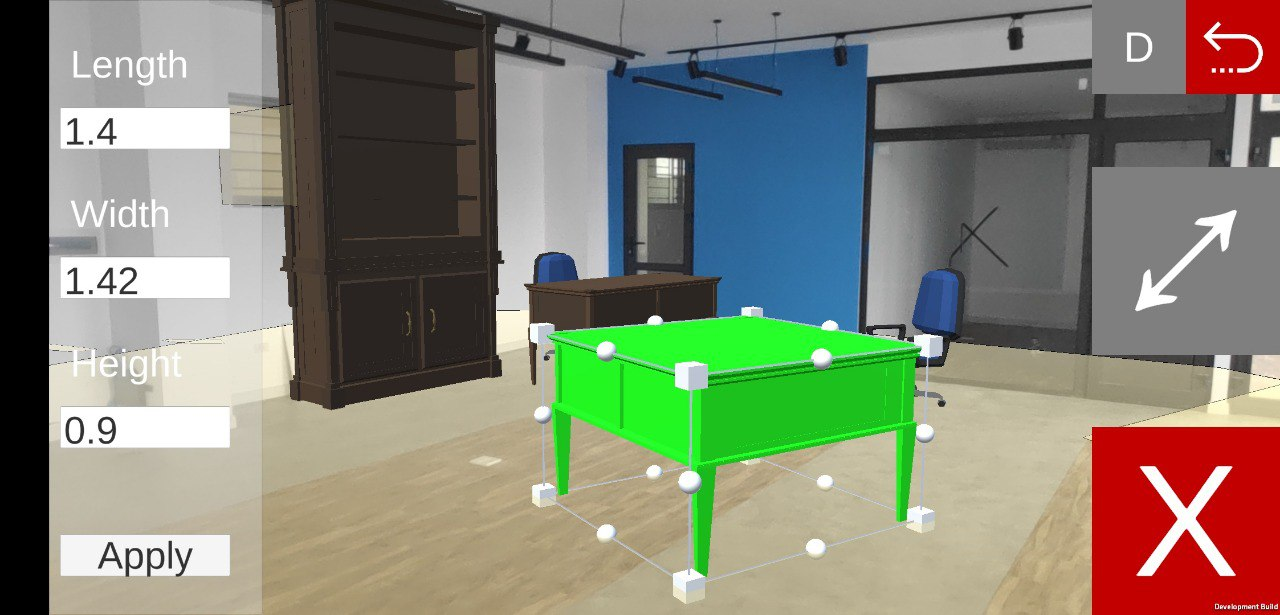 Length
1.4
Width
1.42
Height
0.9
Apply
D
X
Development Build